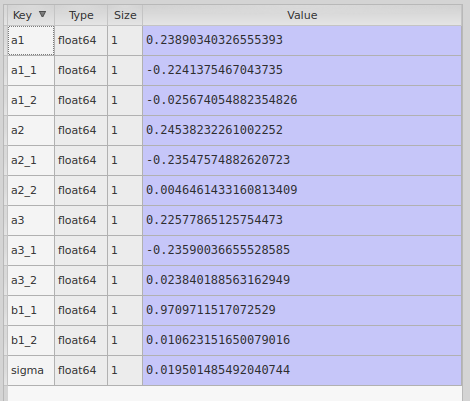 Key Type Size Value
a1 float64 1 0.23890340326555393
a1_1 float64 1 -0.2241375467043735
a1_2 float64 1 -0.025674054882354826
a2 float64 1 0.24538232261002252
a2_1 float64 1 -0.23547574882620723
a2_2 float64 1 0.0046461433160813409
a3 float64 1 0.22577865125754473
a3_1 float64 1 -0.23590036655528585
a3_2 float64 1 0.023840188563162949
b1_1 float64 1 0.9709711517072529
b1_2 float64 1 0.010623151650079016
sigma float64 1 0.019501485492040744